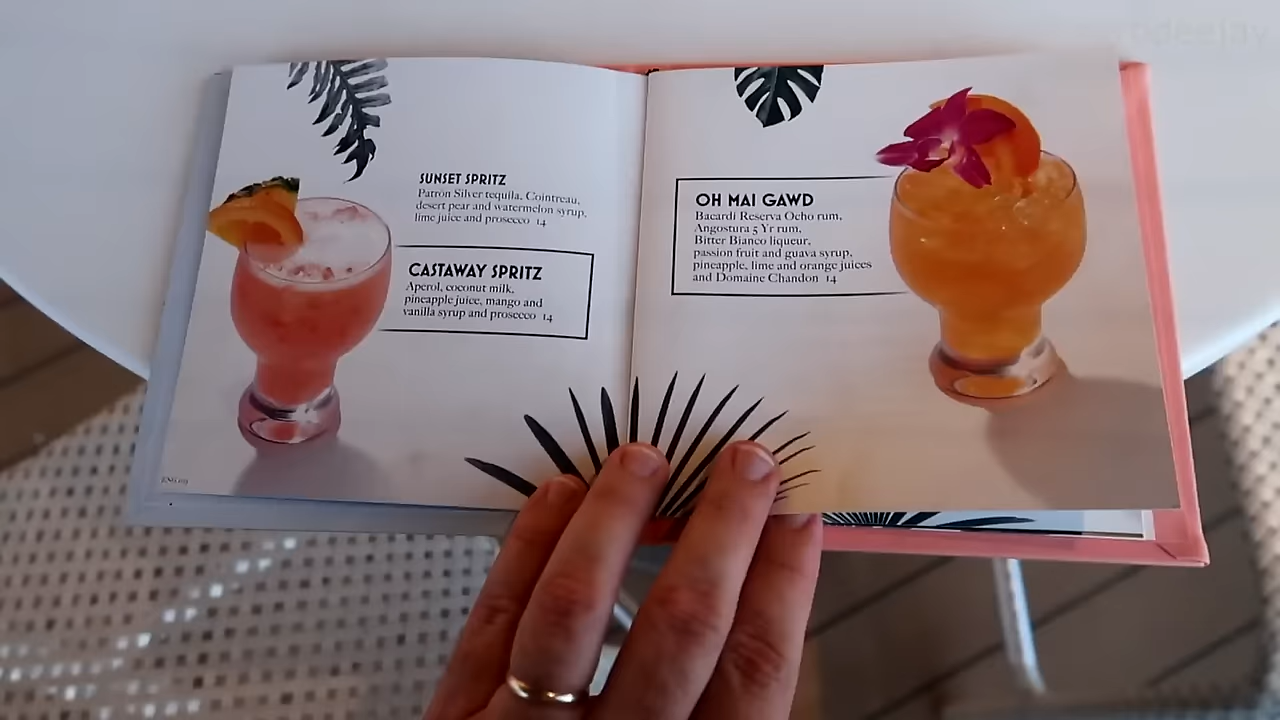 SUNSET SPRITZ
Patrón Silver tequila, Cointreau,
desert pear and watermelon syrup,
lime juice and prosecco 14
CASTAWAY SPRITZ
Aperol, coconut milk,
pineapple juice, mango and
vanilla syrup and prosecco 14
OH MAI GAWD
Bacardi Reserva Ocho rum,
Angostura 5 Yr rum,
Bitter Bianco liqueur,
passion fruit and guava syrup,
pineapple, lime and orange juices
and Domaine Chandon 14